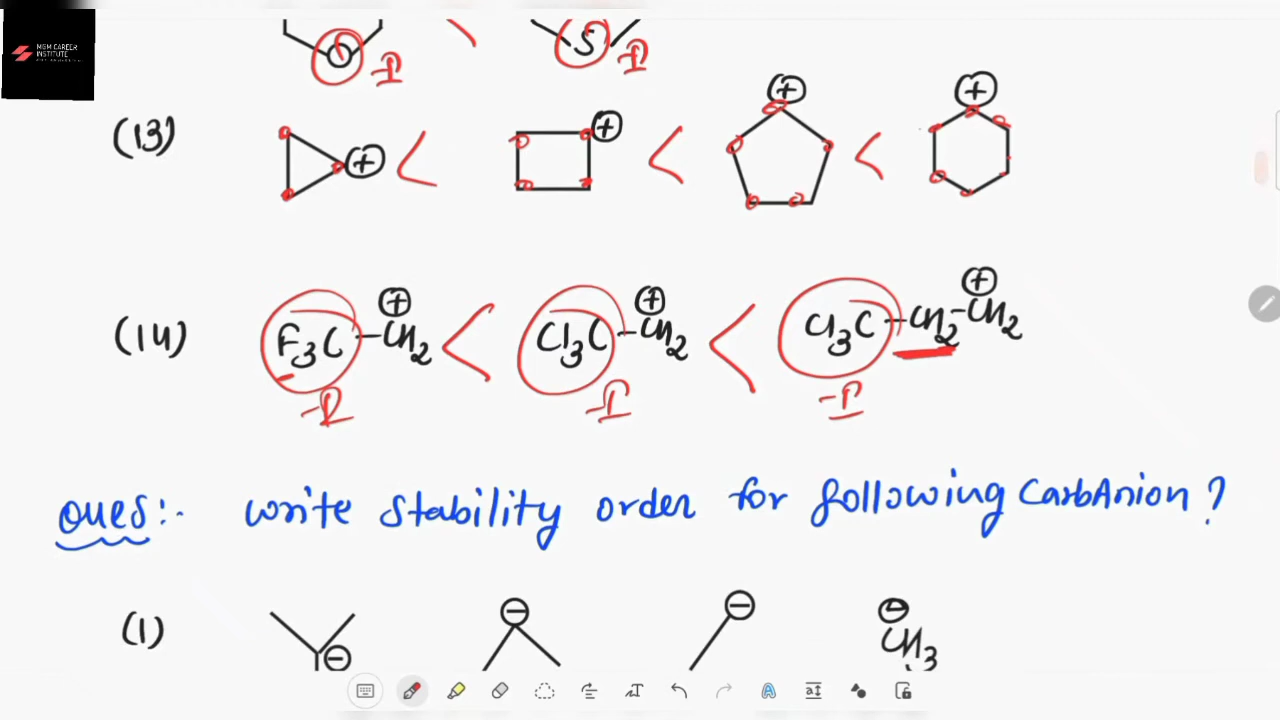 MGM CAREER
INSTITUTE
O -I < S -I
(13) ⊕ < ⊕ < ⊕ < ⊕
(14) F₃C-CH₂⊕ < Cl₃C-CH₂⊕ < Cl₃C-CH₂-CH₂⊕
-I -I -I
Ques:- Write stability order for following CarbAnion?
(1) ⊖ ⊖ ⊖ ⊖CH₃